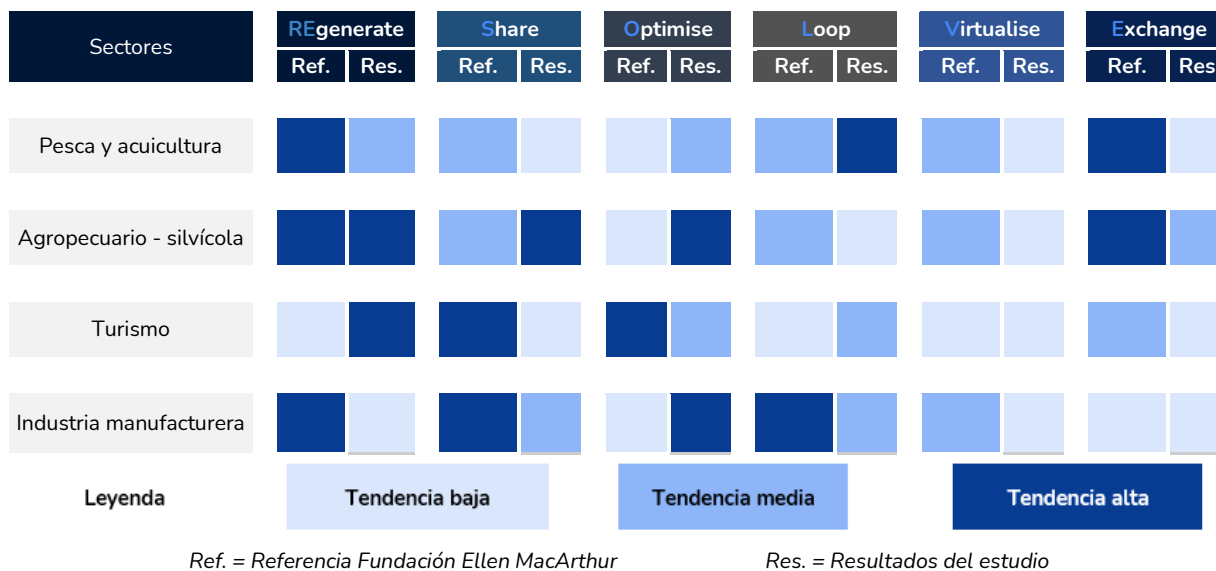 Sectores
REgenerate Share Optimise Loop Virtualise Exchange
Ref. Res. Ref. Res. Ref. Res. Ref. Res. Ref. Res. Ref. Res
Pesca y acuicultura
Agropecuario - silvícola
Turismo
Industria manufacturera
Leyenda Tendencia baja Tendencia media Tendencia alta
Ref. = Referencia Fundación Ellen MacArthur Res. = Resultados del estudio